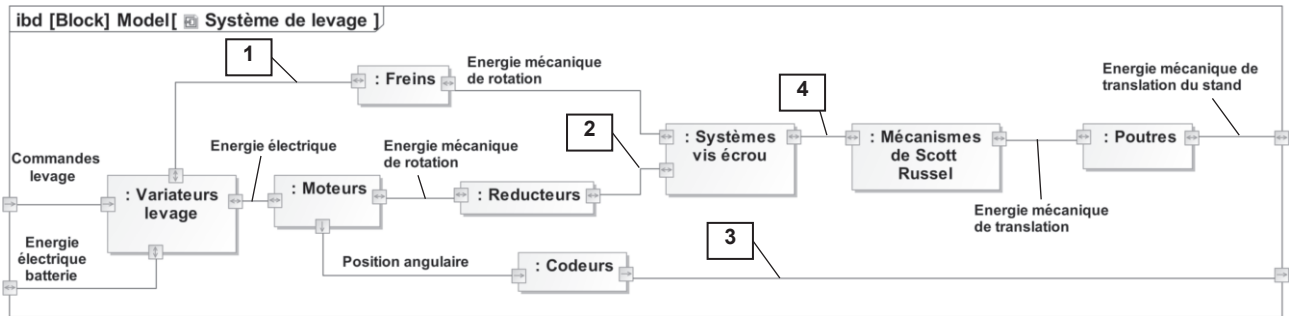 ibd [Block] Model[ Système de levage ]
1
Energie mécanique
de rotation
: Freins
Energie mécanique de
translation du stand
4
2
: Systèmes
vis écrou
: Mécanismes
de Scott
Russel
: Poutres
Commandes
levage
Energie électrique
Energie mécanique
de rotation
: Variateurs
levage
: Moteurs
: Reducteurs
Energie mécanique
de translation
Energie
électrique
batterie
Position angulaire
: Codeurs
3